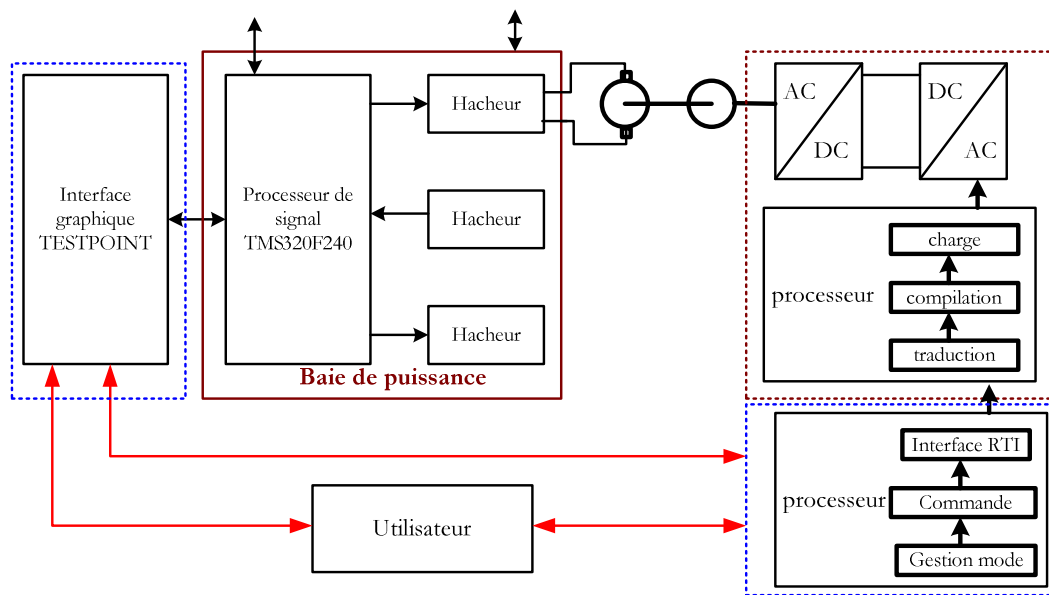 Interface
graphique
TESTPOINT
Processeur de
signal
TMS320F240
Hacheur
Hacheur
Hacheur
Baie de puissance
AC
DC
DC
AC
processeur
charge
compilation
traduction
processeur
Interface RTI
Commande
Gestion mode
Utilisateur